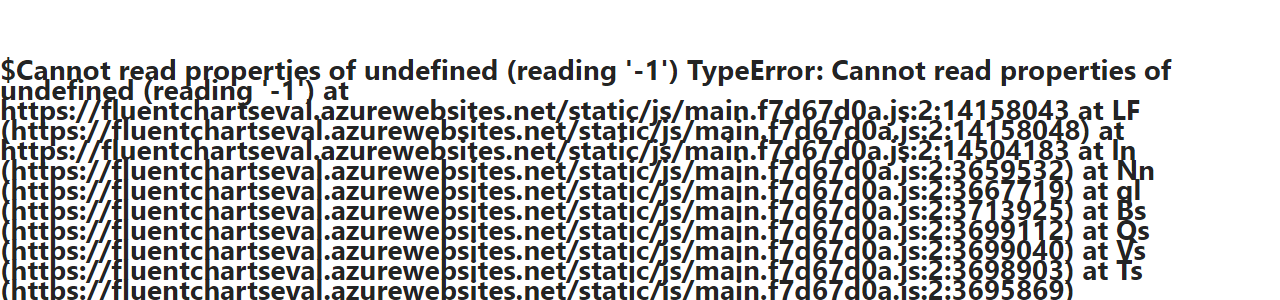 $Cannot read properties of undefined (reading '-1') TypeError: Cannot read properties of
undefined (reading '-1') at
https://fluentchartseval.azurewebsites.net/static/js/main.f7d67d0a.js:2:14158043 at LF
(https://fluentchartseval.azurewebsites.net/static/js/main.f7d67d0a.js:2:14158048) at
https://fluentchartseval.azurewebsites.net/static/js/main.f7d67d0a.js:2:14504183 at In
(https://fluentchartseval.azurewebsites.net/static/js/main.f7d67d0a.js:2:3659532) at Nn
(https://fluentchartseval.azurewebsites.net/static/js/main.f7d67d0a.js:2:3667719) at gl
(https://fluentchartseval.azurewebsites.net/static/js/main.f7d67d0a.js:2:3713925) at Bs
(https://fluentchartseval.azurewebsites.net/static/js/main.f7d67d0a.js:2:3699112) at Os
(https://fluentchartseval.azurewebsites.net/static/js/main.f7d67d0a.js:2:3699040) at Vs
(https://fluentchartseval.azurewebsites.net/static/js/main.f7d67d0a.js:2:3698903) at Ts
(https://fluentchartseval.azurewebsites.net/static/js/main.f7d67d0a.js:2:3695869)